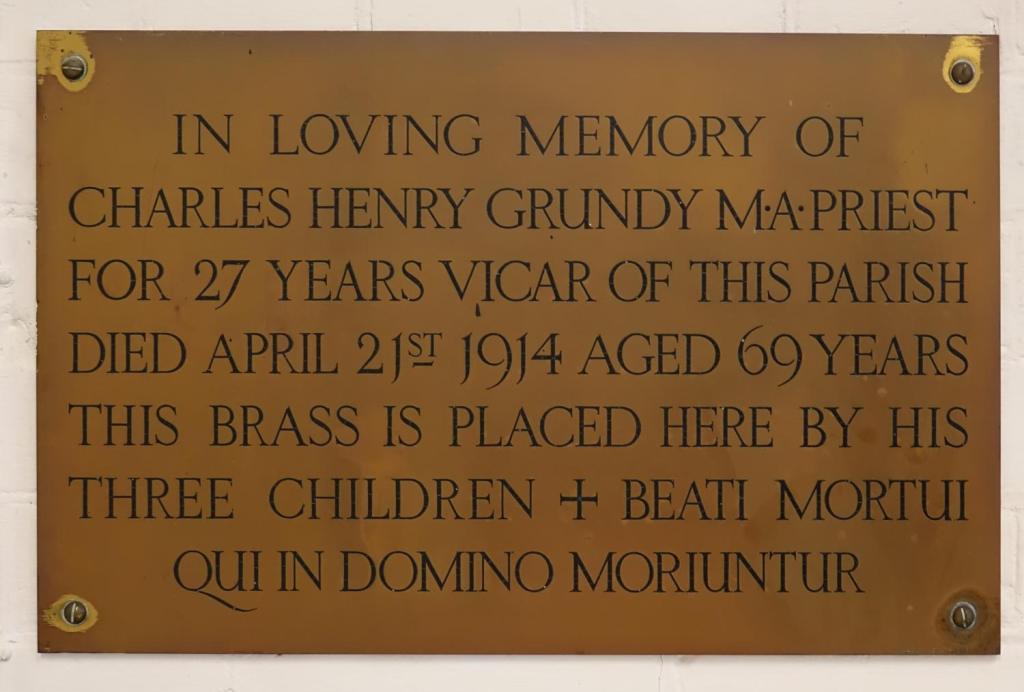 IN LOVING MEMORY OF
CHARLES HENRY GRUNDY M·A·PRIEST
FOR 27 YEARS VICAR OF THIS PARISH
DIED APRIL 21ST 1914 AGED 69 YEARS
THIS BRASS IS PLACED HERE BY HIS
THREE CHILDREN + BEATI MORTUI
QUI IN DOMINO MORIUNTUR